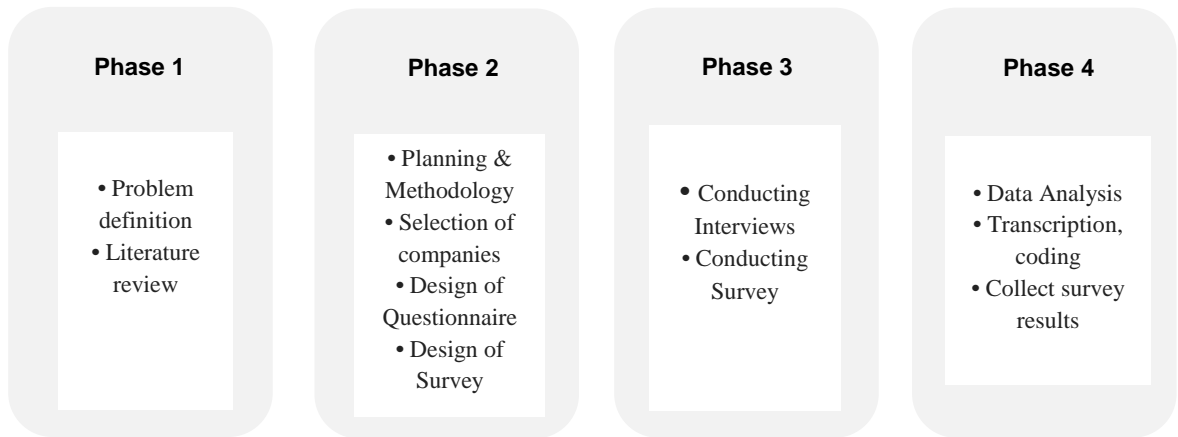 Phase 1
• Problem
definition
• Literature
review
Phase 2
• Planning &
Methodology
• Selection of
companies
• Design of
Questionnaire
• Design of
Survey
Phase 3
• Conducting
Interviews
• Conducting
Survey
Phase 4
• Data Analysis
• Transcription,
coding
• Collect survey
results